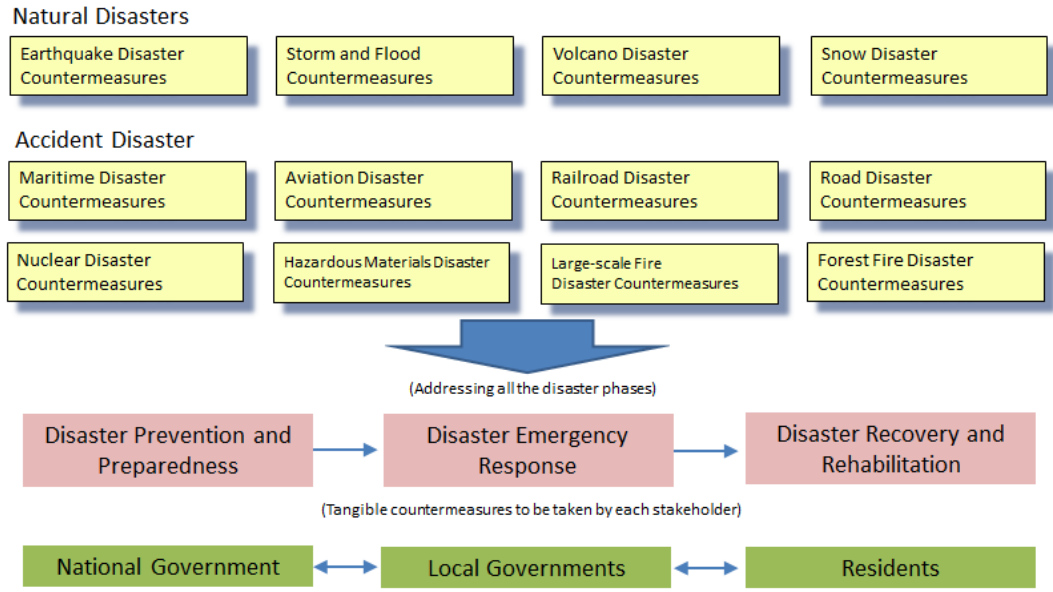 Natural Disasters
Earthquake Disaster
Countermeasures
Storm and Flood
Countermeasures
Volcano Disaster
Countermeasures
Snow Disaster
Countermeasures
Accident Disaster
Maritime Disaster
Countermeasures
Aviation Disaster
Countermeasures
Railroad Disaster
Countermeasures
Road Disaster
Countermeasures
Nuclear Disaster
Countermeasures
Hazardous Materials Disaster
Countermeasures
Large-scale Fire
Disaster Countermeasures
Forest Fire Disaster
Countermeasures
(Addressing all the disaster phases)
Disaster Prevention and
Preparedness
Disaster Emergency
Response
Disaster Recovery and
Rehabilitation
(Tangible countermeasures to be taken by each stakeholder)
National Government
Local Governments
Residents